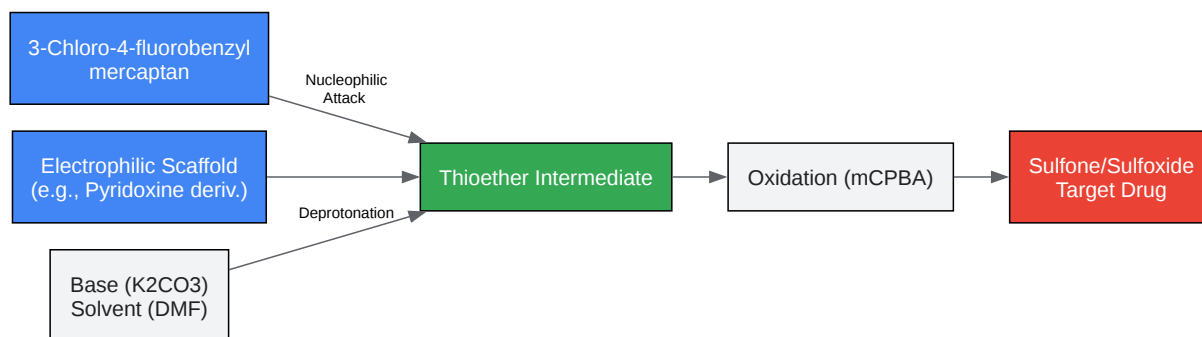 3-Chloro-4-fluorobenzyl
mercaptan
Nucleophilic
Attack
Electrophilic Scaffold
(e.g., Pyridoxine deriv.)
Deprotonation
Base (K2CO3)
Solvent (DMF)
Thioether Intermediate
Oxidation (mCPBA)
Sulfone/Sulfoxide
Target Drug